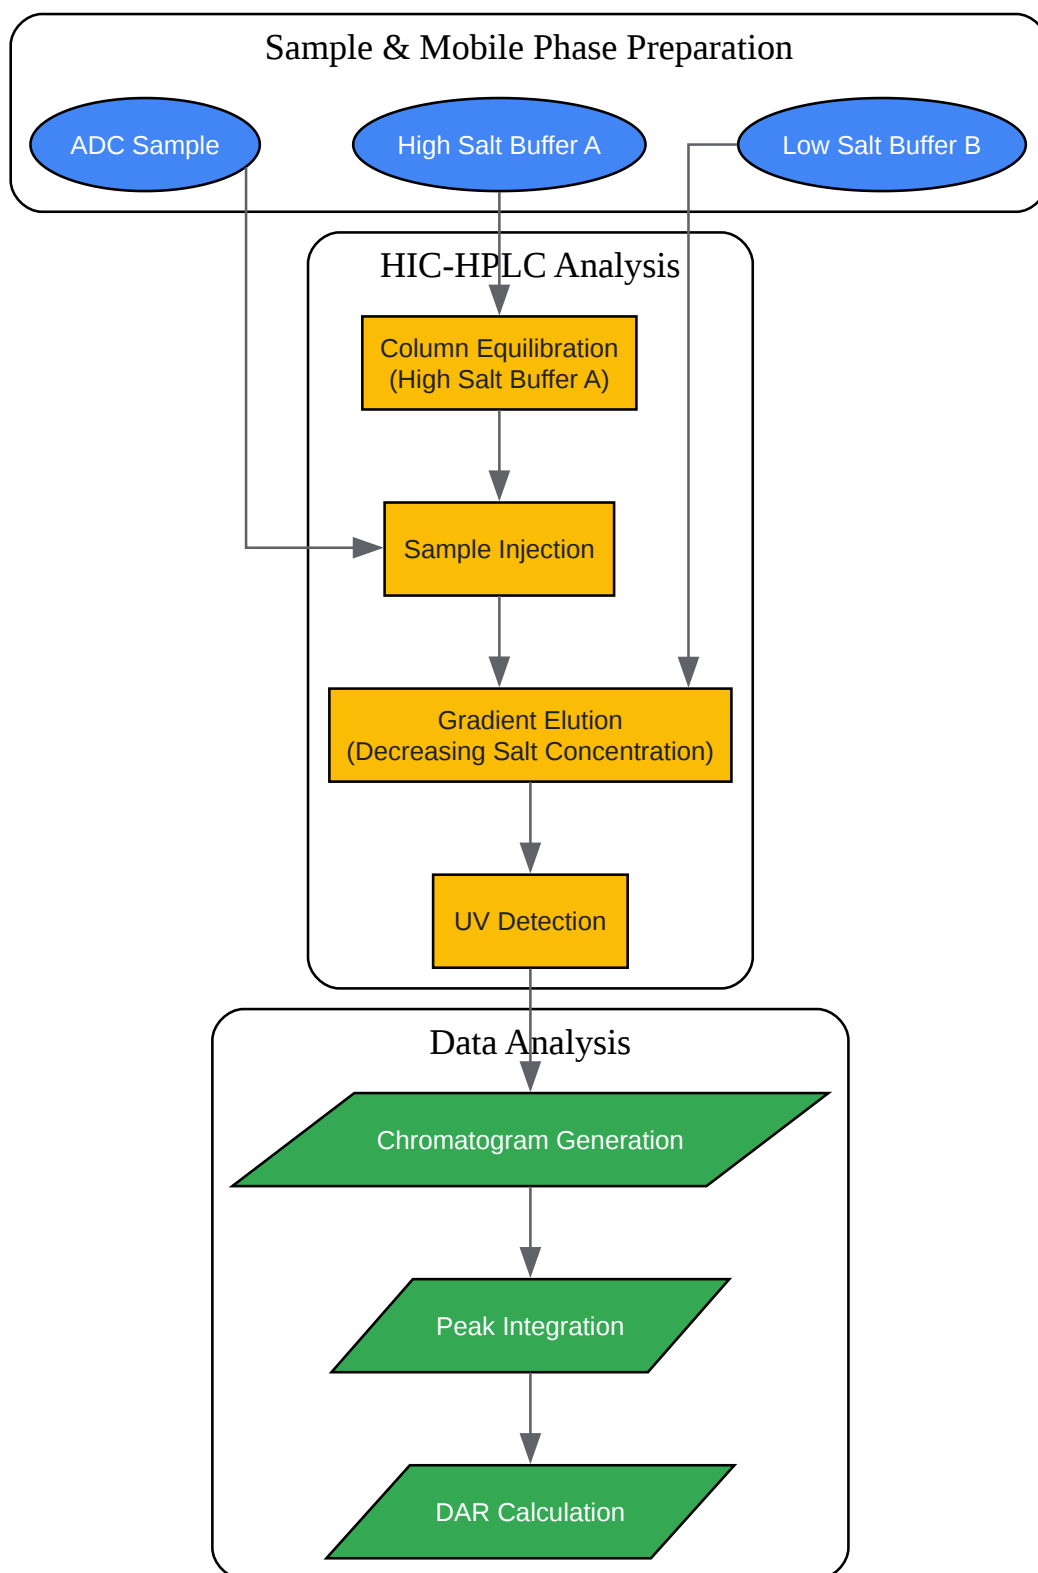 Sample & Mobile Phase Preparation
ADC Sample
High Salt Buffer A
Low Salt Buffer B
HIC-HPLC Analysis
Column Equilibration
(High Salt Buffer A)
Sample Injection
Gradient Elution
(Decreasing Salt Concentration)
UV Detection
Data Analysis
Chromatogram Generation
Peak Integration
DAR Calculation